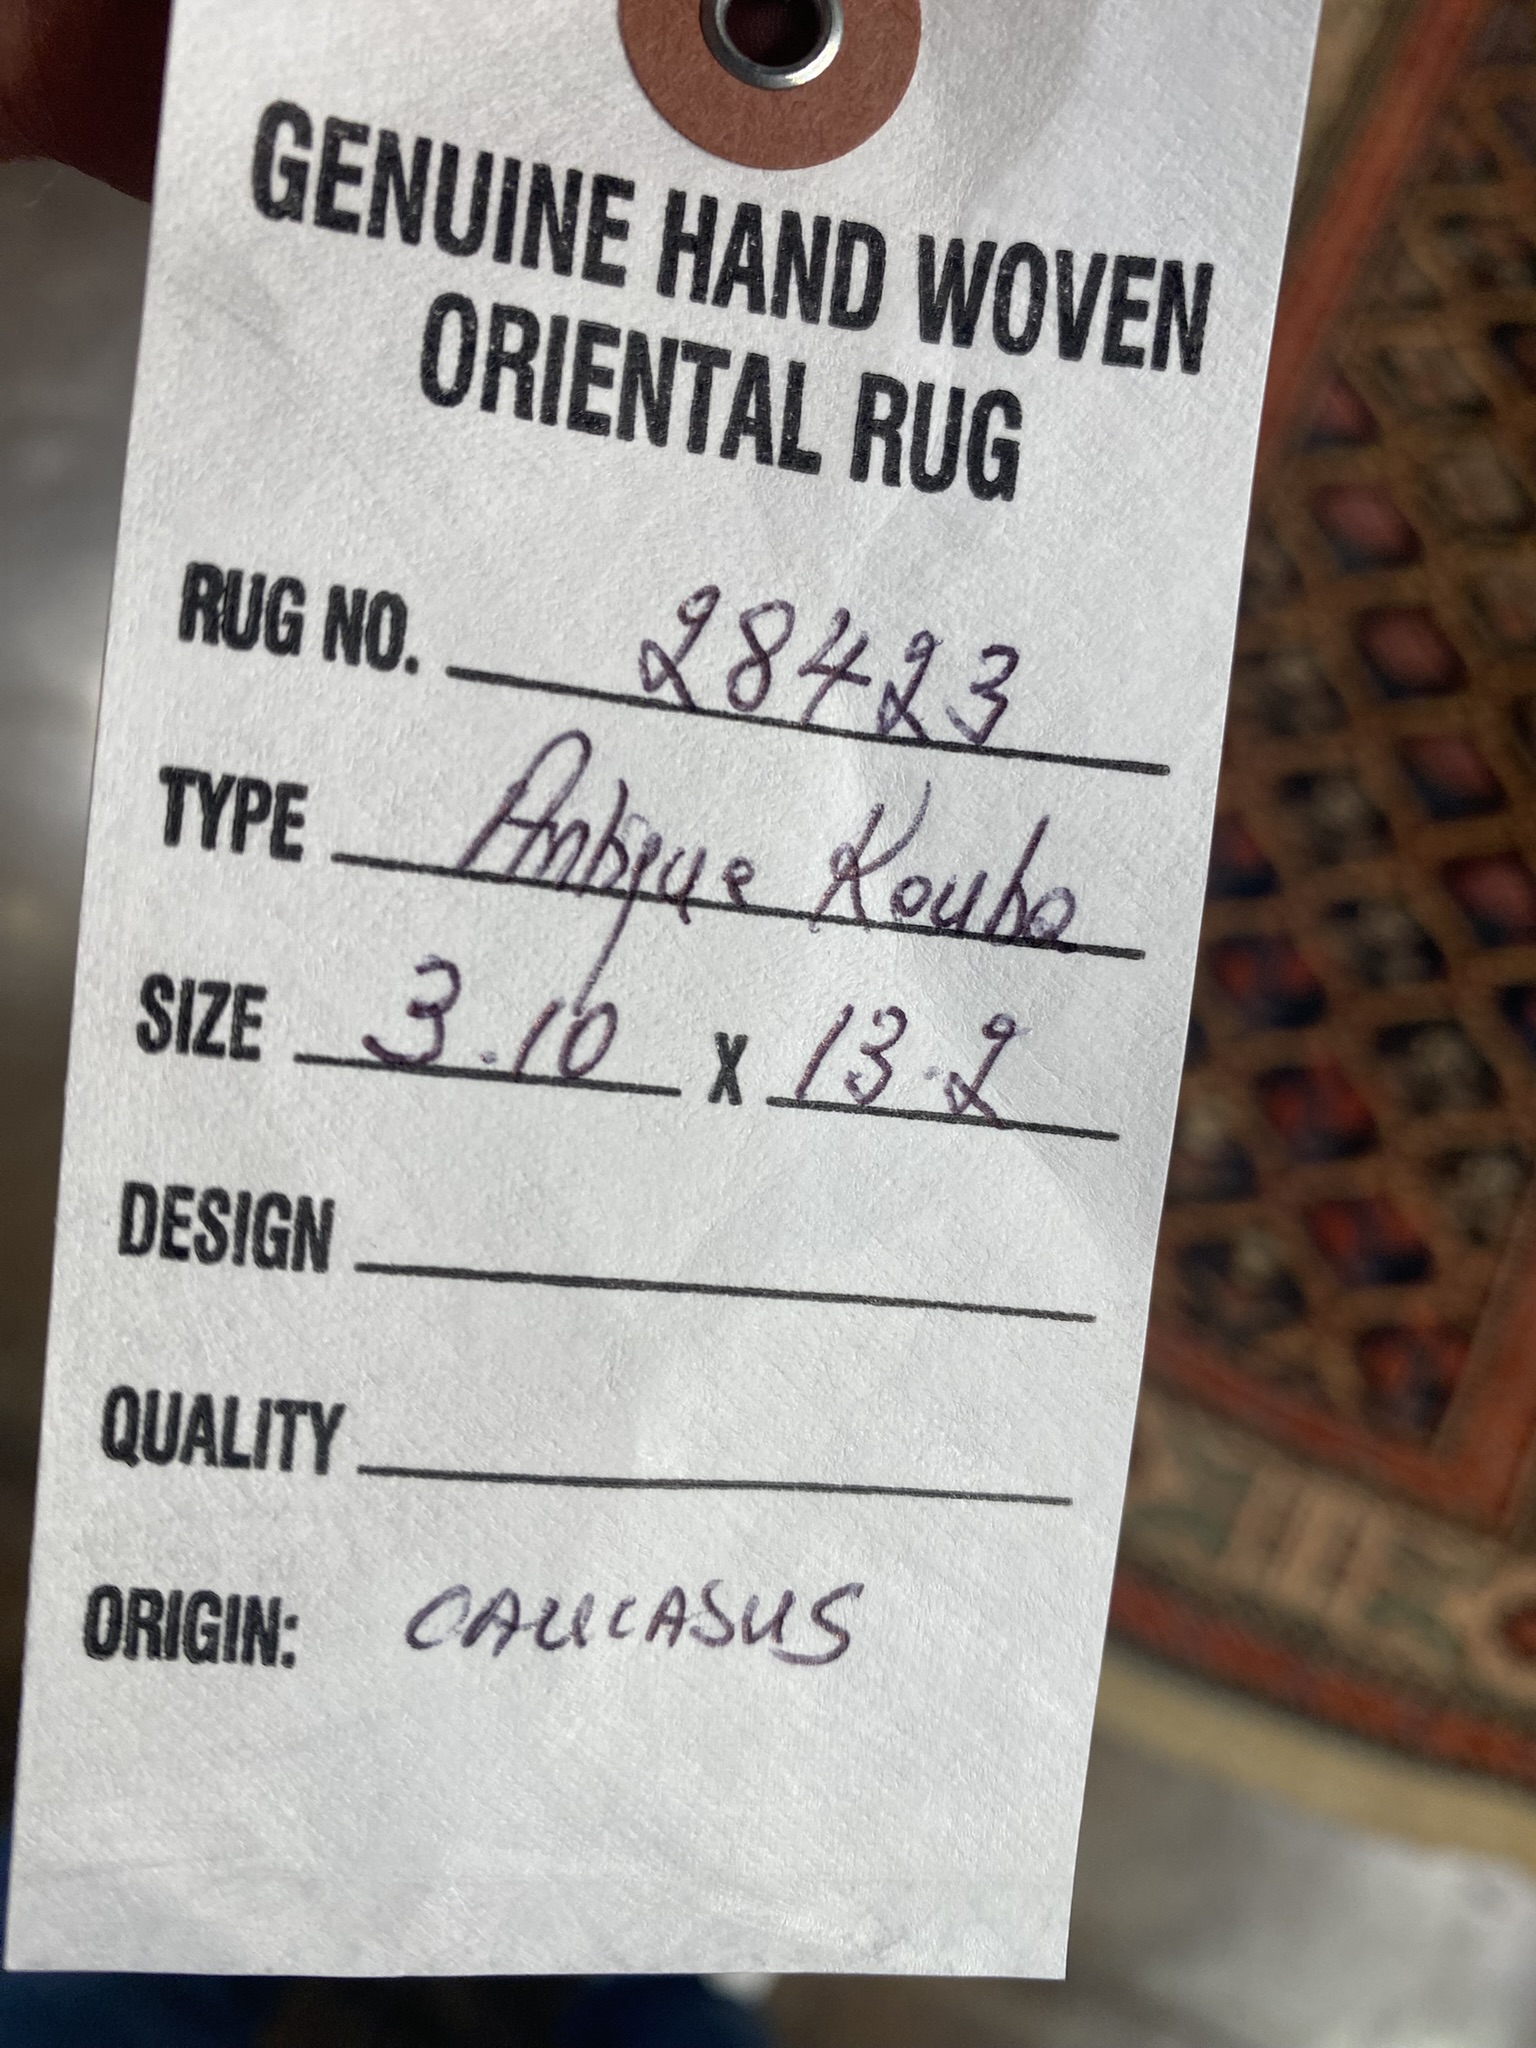 GENUINE HAND WOVEN
ORIENTAL RUG
RUG NO. 28423
TYPE Antique Kouba
SIZE 3.10 X 13.2
DESIGN
QUALITY
ORIGIN: CAUCASUS